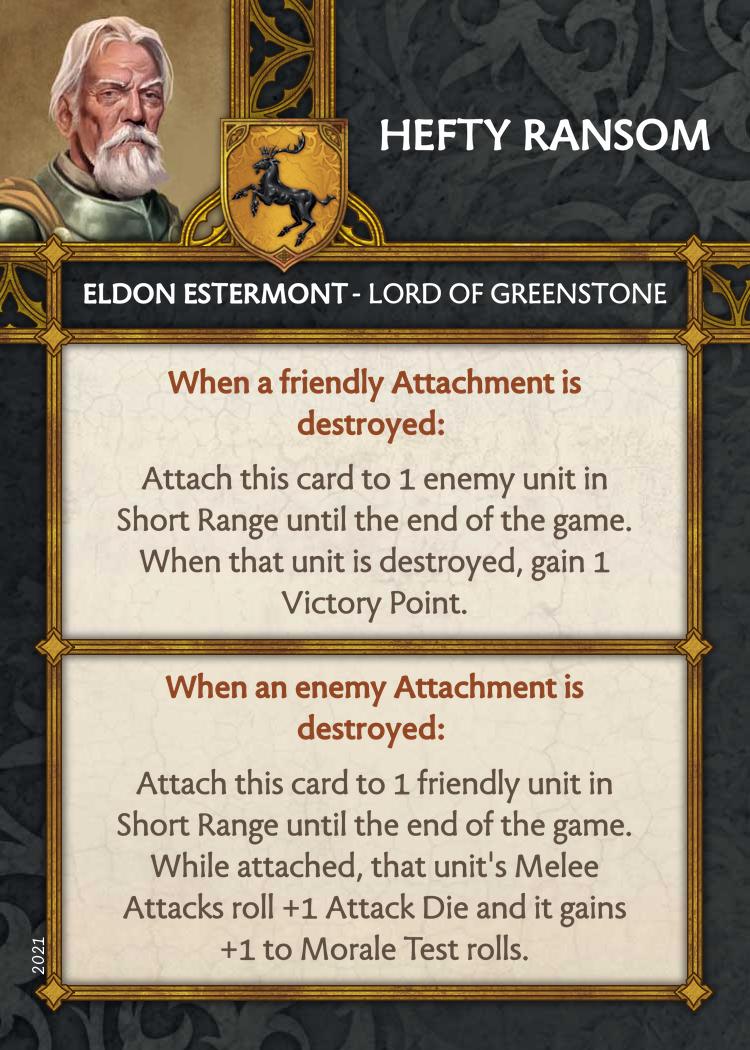 HEFTY RANSOM
ELDON ESTERMONT - LORD OF GREENSTONE
When a friendly Attachment is
destroyed:
Attach this card to 1 enemy unit in
Short Range until the end of the game.
When that unit is destroyed, gain 1
Victory Point.
When an enemy Attachment is
destroyed:
Attach this card to 1 friendly unit in
Short Range until the end of the game.
While attached, that unit's Melee
Attacks roll +1 Attack Die and it gains
+1 to Morale Test rolls.
2021